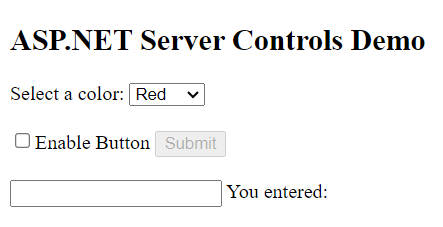 ASP.NET Server Controls Demo
Select a color: Red
Enable Button Submit
You entered: